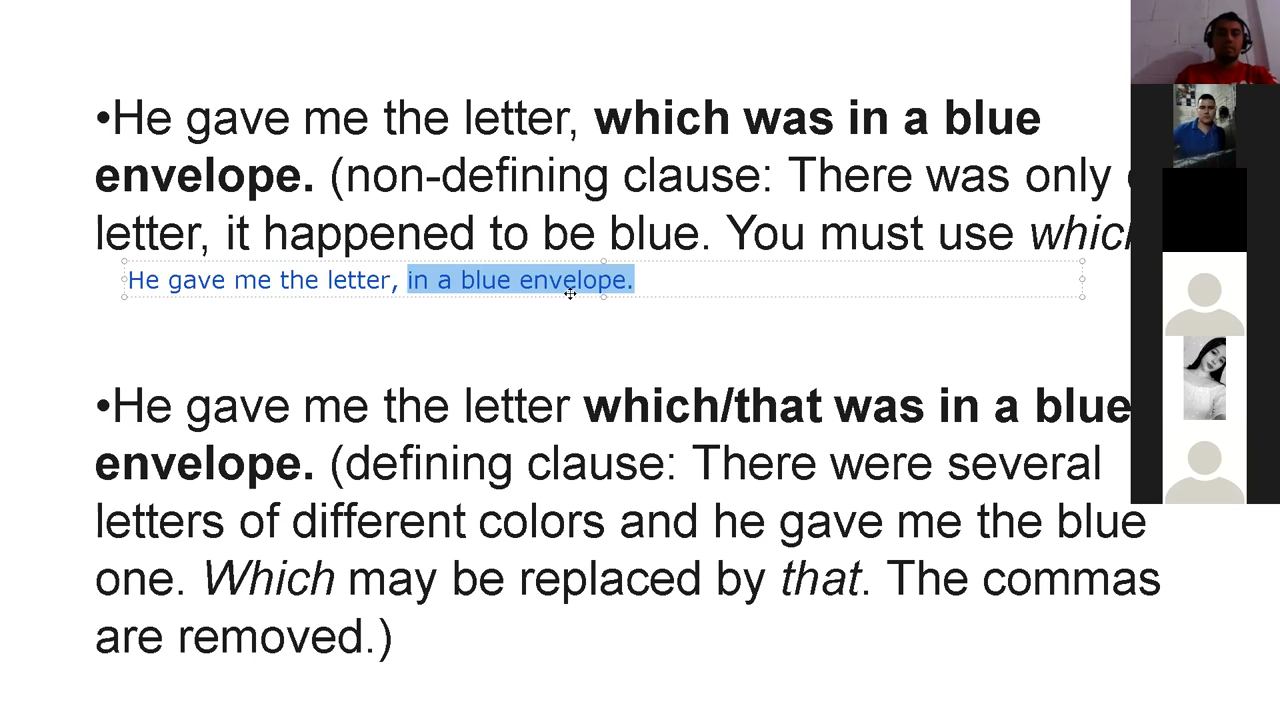 •He gave me the letter, which was in a blue
envelope. (non-defining clause: There was only
letter, it happened to be blue. You must use
He gave me the letter, in a blue envelope.
•He gave me the letter which/that was in a blue
envelope. (defining clause: There were several
letters of different colors and he gave me the blue
one. Which may be replaced by that. The commas
are removed.)